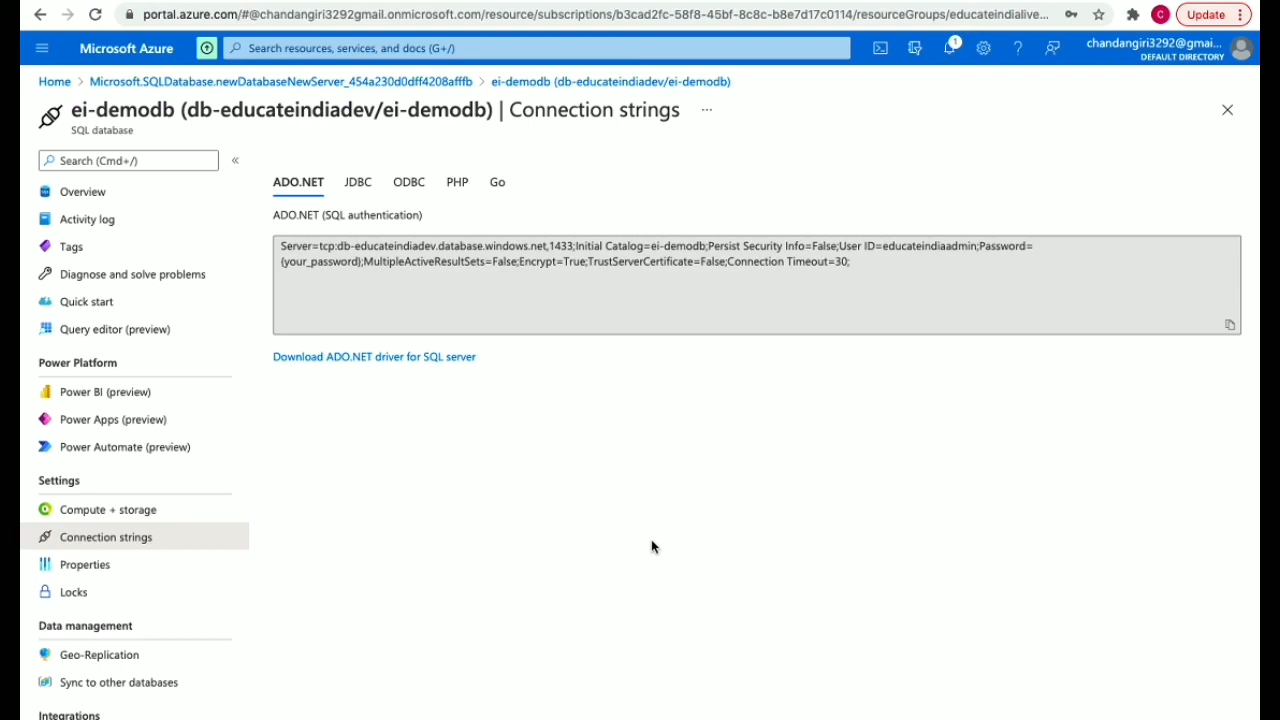 portal.azure.com/#@chandangiri3292gmail.onmicrosoft.com/resource/subscriptions/b3cad2fc-58f8-45bf-8c8c-b8e7d17c0114/resourceGroups/educateindialive...
C
Update
Microsoft Azure
Search resources, services, and docs (G+/)
1
chandangiri3292@gmai...
DEFAULT DIRECTORY
Home > Microsoft.SQLDatabase.newDatabaseNewServer_454a230d0dff4208afffb > ei-demodb (db-educateindiadev/ei-demodb)
ei-demodb (db-educateindiadev/ei-demodb) | Connection strings ...
SQL database
Search (Cmd+/)
«
Overview
Activity log
Tags
Diagnose and solve problems
Quick start
Query editor (preview)
Power Platform
Power BI (preview)
Power Apps (preview)
Power Automate (preview)
Settings
Compute + storage
Connection strings
Properties
Locks
Data management
Geo-Replication
Sync to other databases
Integrations
ADO.NET JDBC ODBC PHP Go
ADO.NET (SQL authentication)
Server=tcp:db-educateindiadev.database.windows.net,1433;Initial Catalog=ei-demodb;Persist Security Info=False;User ID=educateindiaadmin;Password=
{your_password};MultipleActiveResultSets=False;Encrypt=True;TrustServerCertificate=False;Connection Timeout=30;
Download ADO.NET driver for SQL server